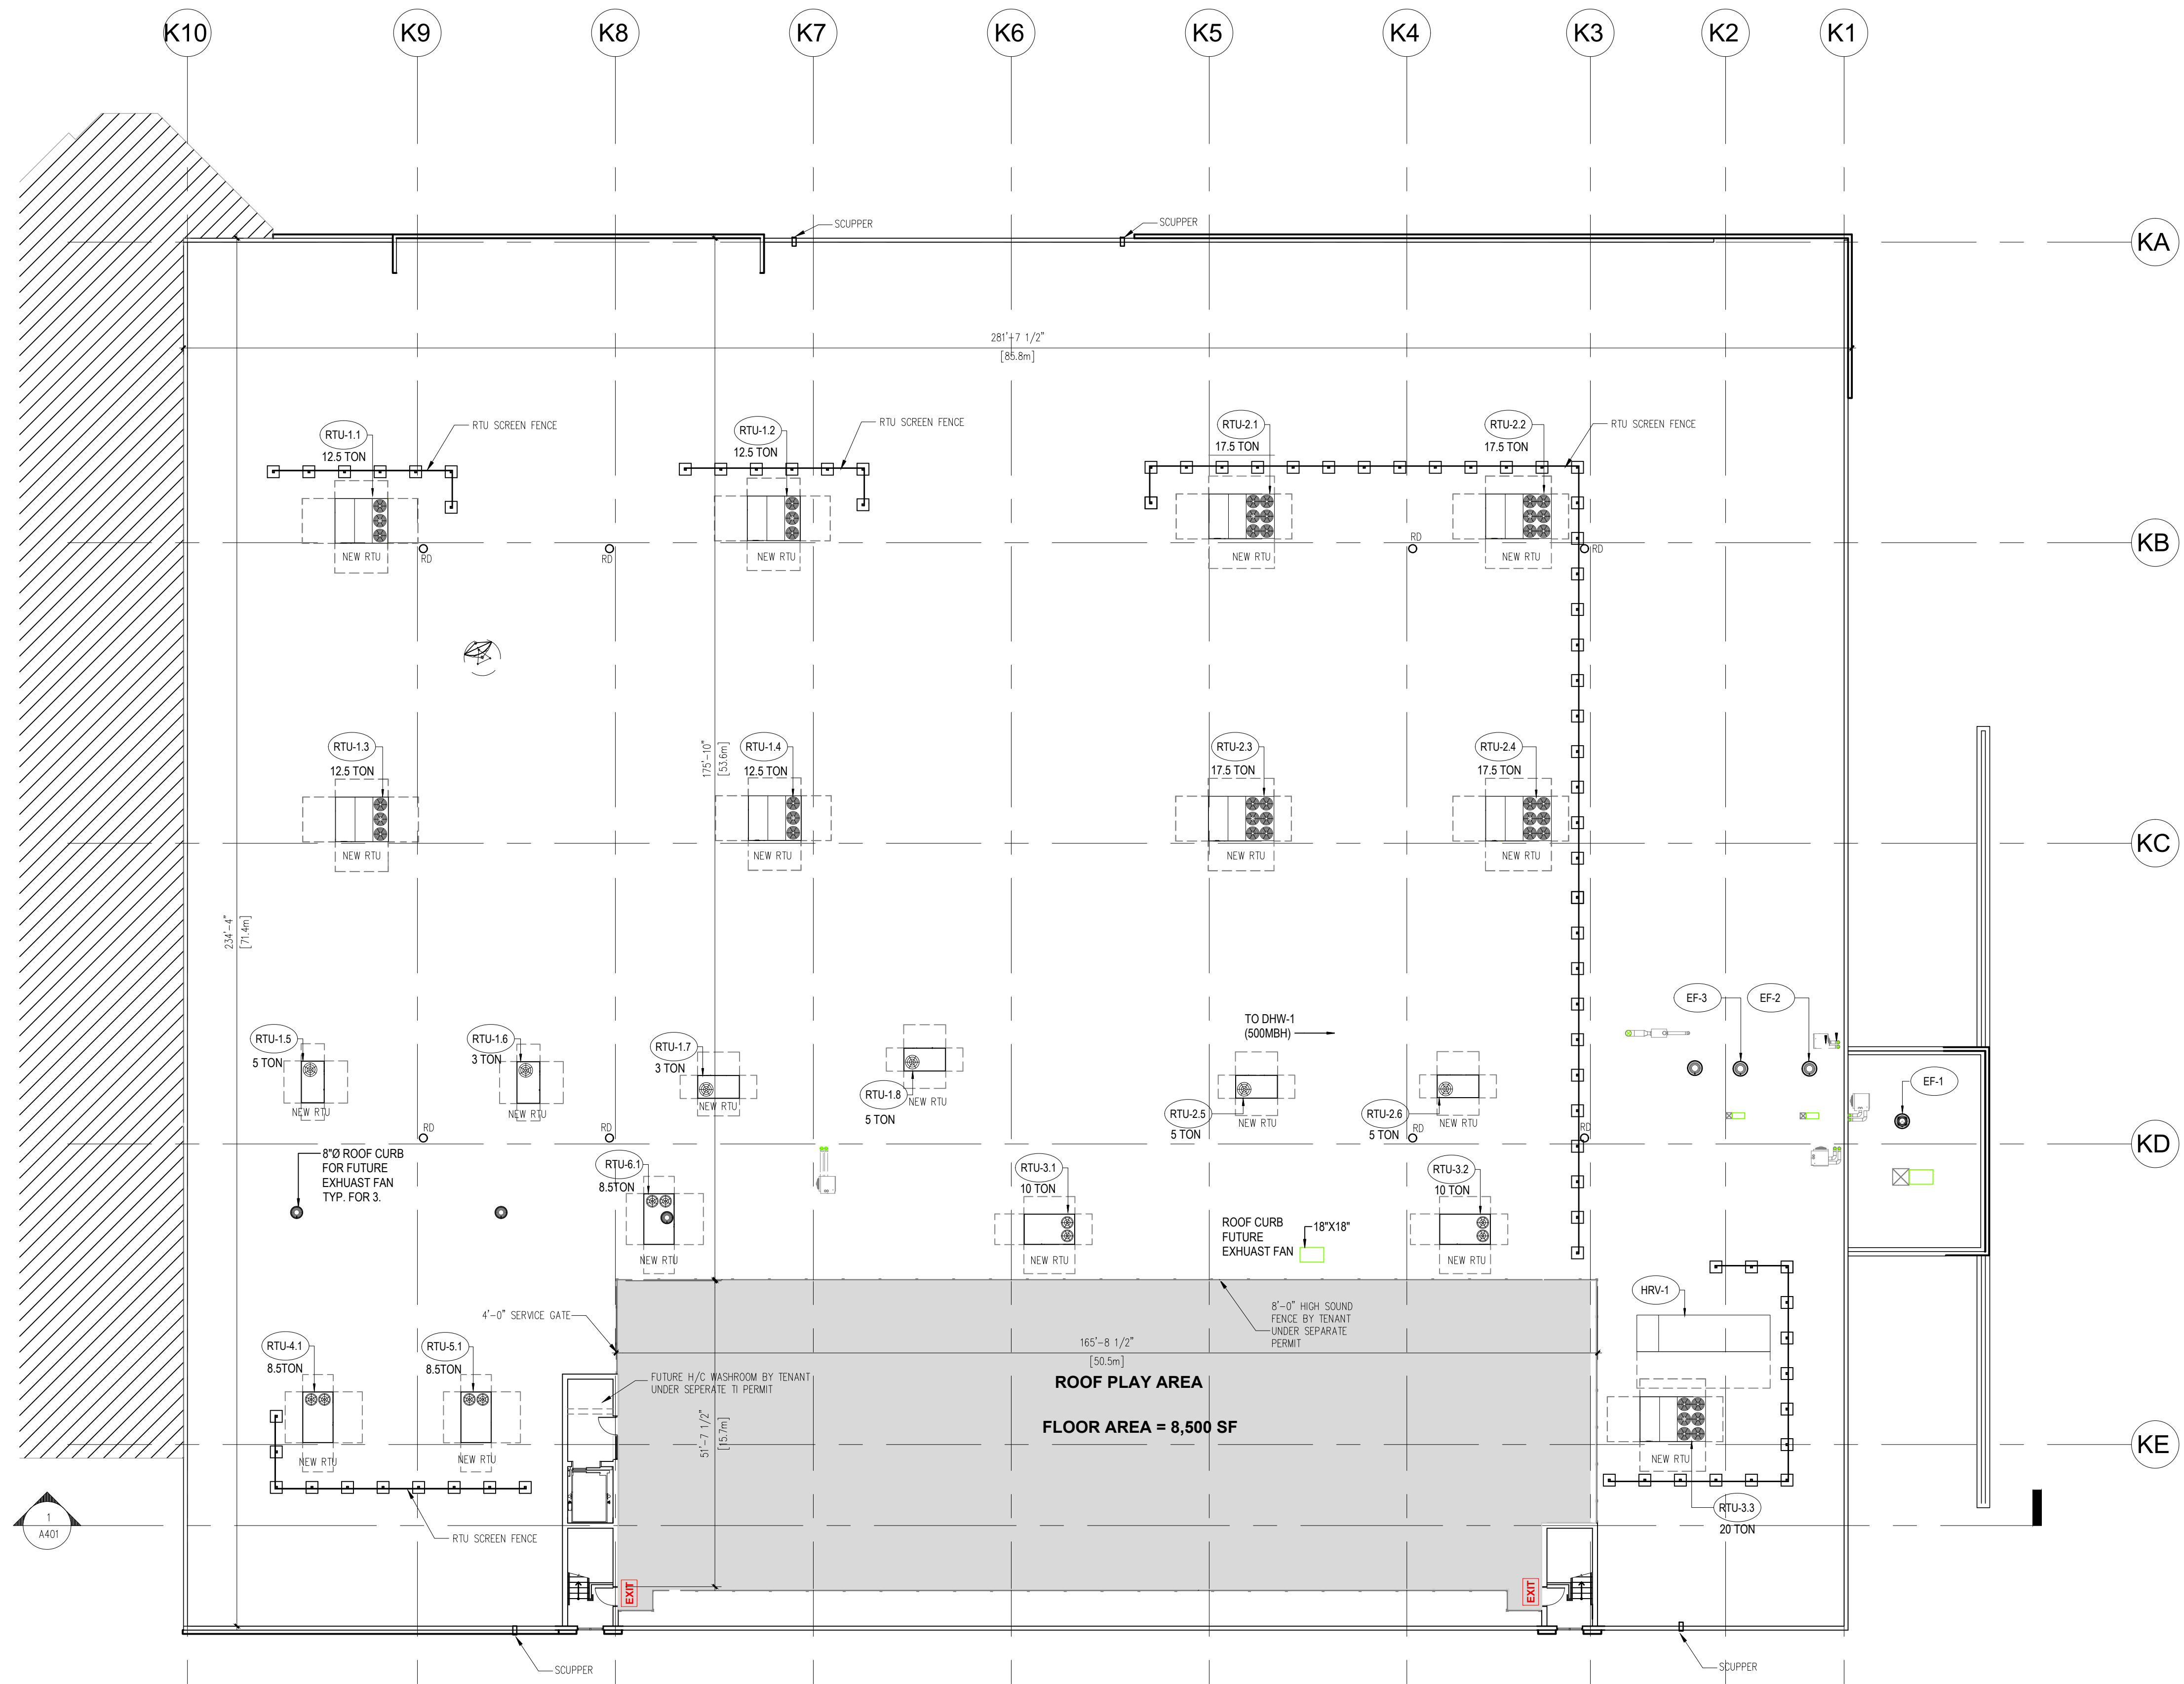 K10
K9
K8
K7
K6
K5
K4
K3
K2
K1
SCUPPER
SCUPPER
KA
281'-7 1/2"
[85.8m]
RTU-1.1
12.5 TON
RTU SCREEN FENCE
RTU-1.2
12.5 TON
RTU SCREEN FENCE
RTU-2.1
17.5 TON
RTU-2.2
17.5 TON
RTU SCREEN FENCE
NEW RTU
NEW RTU
NEW RTU
NEW RTU
RD
RD
RD
RD
KB
RTU-1.3
12.5 TON
175'-10"
[53.6m]
RTU-1.4
12.5 TON
RTU-2.3
17.5 TON
RTU-2.4
17.5 TON
NEW RTU
NEW RTU
NEW RTU
NEW RTU
KC
234'-4"
[71.4m]
RTU-1.5
5 TON
NEW RTU
RTU-1.6
3 TON
NEW RTU
RTU-1.7
3 TON
NEW RTU
RTU-1.8
NEW RTU
5 TON
TO DHW-1
(500MBH)
RTU-2.5
5 TON
NEW RTU
RTU-2.6
5 TON
NEW RTU
EF-3
EF-2
EF-1
RD
RD
RD
RD
KD
8"Ø ROOF CURB
FOR FUTURE
EXHUAST FAN
TYP. FOR 3.
RTU-6.1
8.5TON
NEW RTU
RTU-3.1
10 TON
NEW RTU
ROOF CURB
FUTURE
EXHUAST FAN
18"X18"
RTU-3.2
10 TON
NEW RTU
4'-0" SERVICE GATE
8'-0" HIGH SOUND
FENCE BY TENANT
UNDER SEPARATE
PERMIT
HRV-1
165'-8 1/2"
[50.5m]
RTU-4.1
8.5TON
NEW RTU
RTU-5.1
8.5TON
NEW RTU
FUTURE H/C WASHROOM BY TENANT
UNDER SEPERATE TI PERMIT
ROOF PLAY AREA
FLOOR AREA = 8,500 SF
51'-7 1/2"
[15.7m]
NEW RTU
KE
RTU-3.3
20 TON
1
A401
RTU SCREEN FENCE
EXIT
EXIT
SCUPPER
SCUPPER